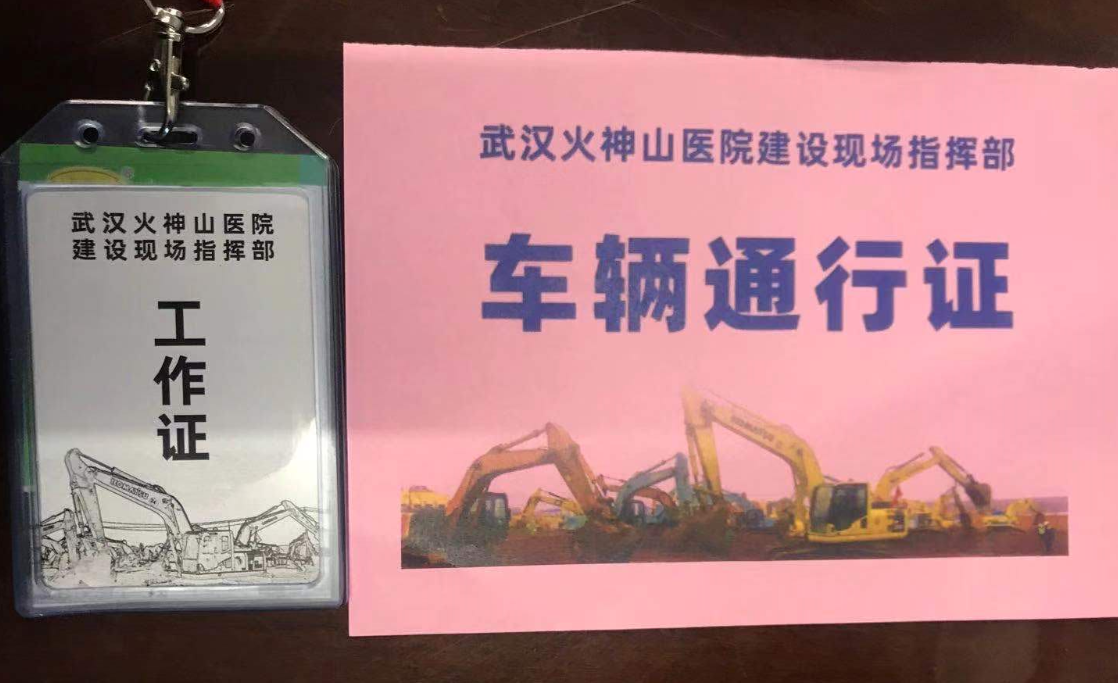 武汉火神山医院
建设现场指挥部
工
作
证
KOMATSU
武汉火神山医院建设现场指挥部
车辆通行证
KOMATSU